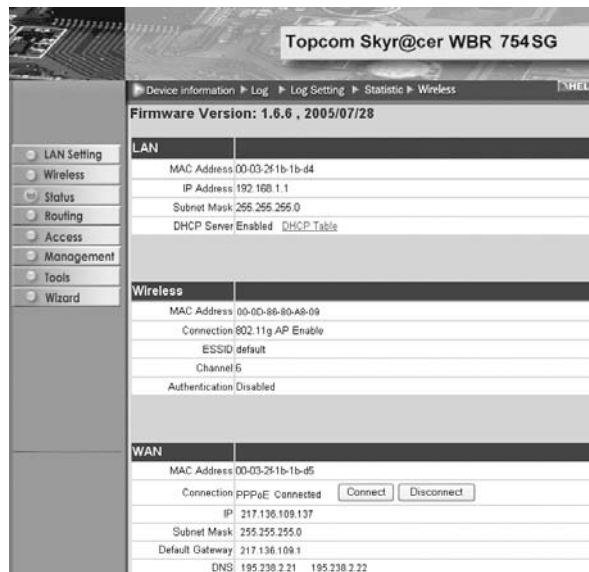 Topcom Skyr@cer WBR 754SG
Device information Log Log Setting Statistic Wireless HEL
Firmware Version: 1.6.6 , 2005/07/28
LAN Setting
Wireless
Status
Routing
Access
Management
Tools
Wizard
LAN
MAC Address 00-03-2f-1b-1b-d4
IP Address 192.168.1.1
Subnet Mask 255.255.255.0
DHCP Server Enabled DHCP Table
Wireless
MAC Address 00-0D-86-80-A8-09
Connection 802.11g AP Enable
ESSID default
Channel 6
Authentication Disabled
WAN
MAC Address 00-03-2f-1b-1b-d5
Connection PPPoE Connected Connect Disconnect
IP 217.136.109.137
Subnet Mask 255.255.255.0
Default Gateway 217.136.109.1
DNS 195.238.2.21 195.238.2.22